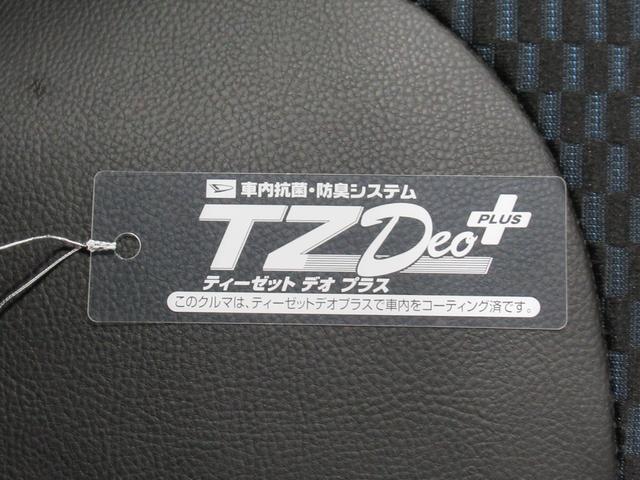 車内抗菌・防臭システム
TZ Deo PLUS
ティーゼット デオ プラス
このクルマは、ティーゼットデオプラスで車内をコーティング済です。